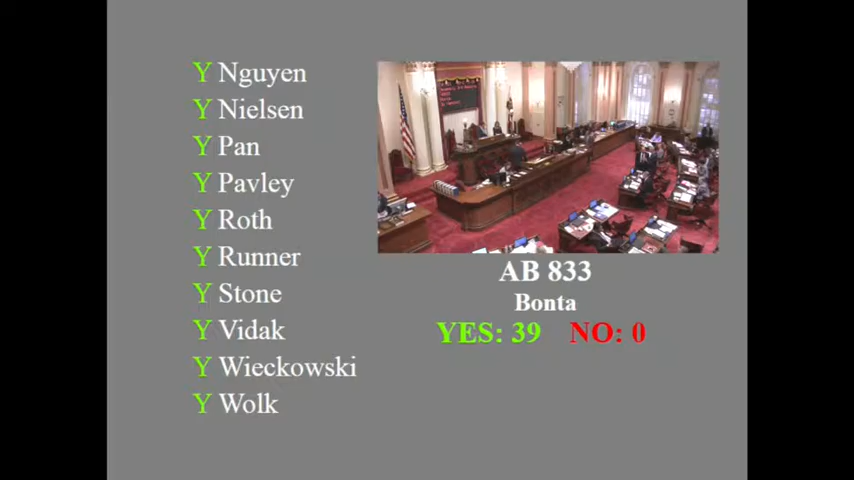 Y Nguyen
Y Nielsen
Y Pan
Y Pavley
Y Roth
Y Runner
Y Stone
Y Vidak
Y Wieckowski
Y Wolk
AB 833
Bonta
YES: 39 NO: 0